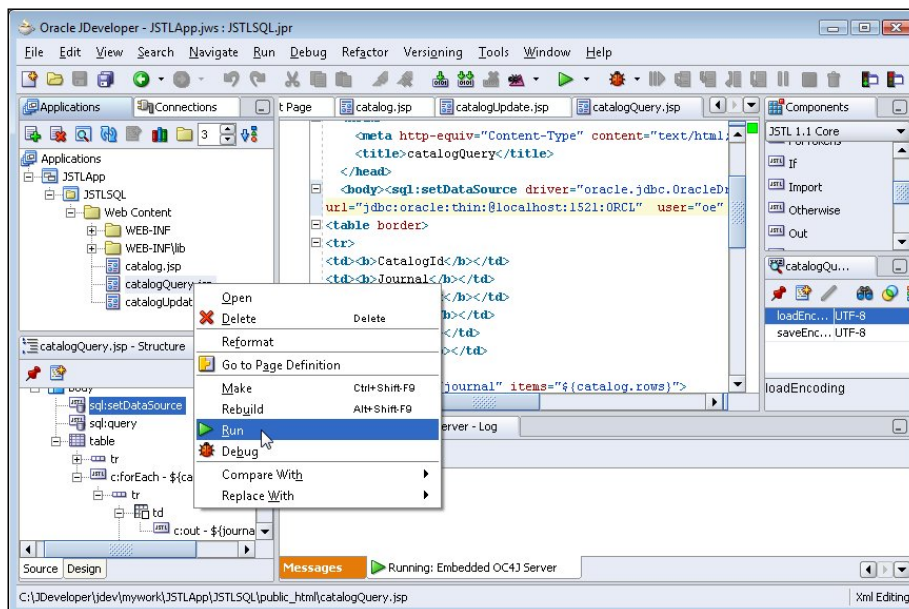 Oracle JDeveloper - JSTLApp.jws : JSTLSQL.jpr
File Edit View Search Navigate Run Debug Refactor Versioning Tools Window Help
Applications Connections
t Page catalog.jsp catalogUpdate.jsp catalogQuery.jsp
Components
3
JSTL 1.1 Core
If
Import
Otherwise
Out
Applications
JSTLApp
JSTLSQL
Web Content
WEB-INF
WEB-INF\lib
catalog.jsp
catalogQuery.jsp
catalogUpdat
<meta http-equiv="Content-Type" content="text/html;
<title>catalogQuery</title>
</head>
<body><sql:setDataSource driver="oracle.jdbc.OracleDr
url="jdbc:oracle:thin:@localhost:1521:ORCL" user="oe"
<table border>
<tr>
<td><b>CatalogId</b></td>
<td><b>Journal</b></td>
</b></td>
b></td>
</td>
></td>
journal" items="${catalog.rows}">
Open
Delete Delete
Reformat
Go to Page Definition
Make Ctrl+Shift-F9
Rebuild Alt+Shift-F9
Run
Debug
Compare With
Replace With
catalogQu...
loadEnc... UTF-8
saveEnc... UTF-8
loadEncoding
catalogQuery.jsp - Structure
body
sql:setDataSource
sql:query
table
tr
c:forEach - ${ca
tr
td
c:out - ${journa
Source Design
erver - Log
Messages Running: Embedded OC4J Server
C:\JDeveloper\jdev\mywork\JSTLApp\JSTLSQL\public_html\catalogQuery.jsp Xml Editing